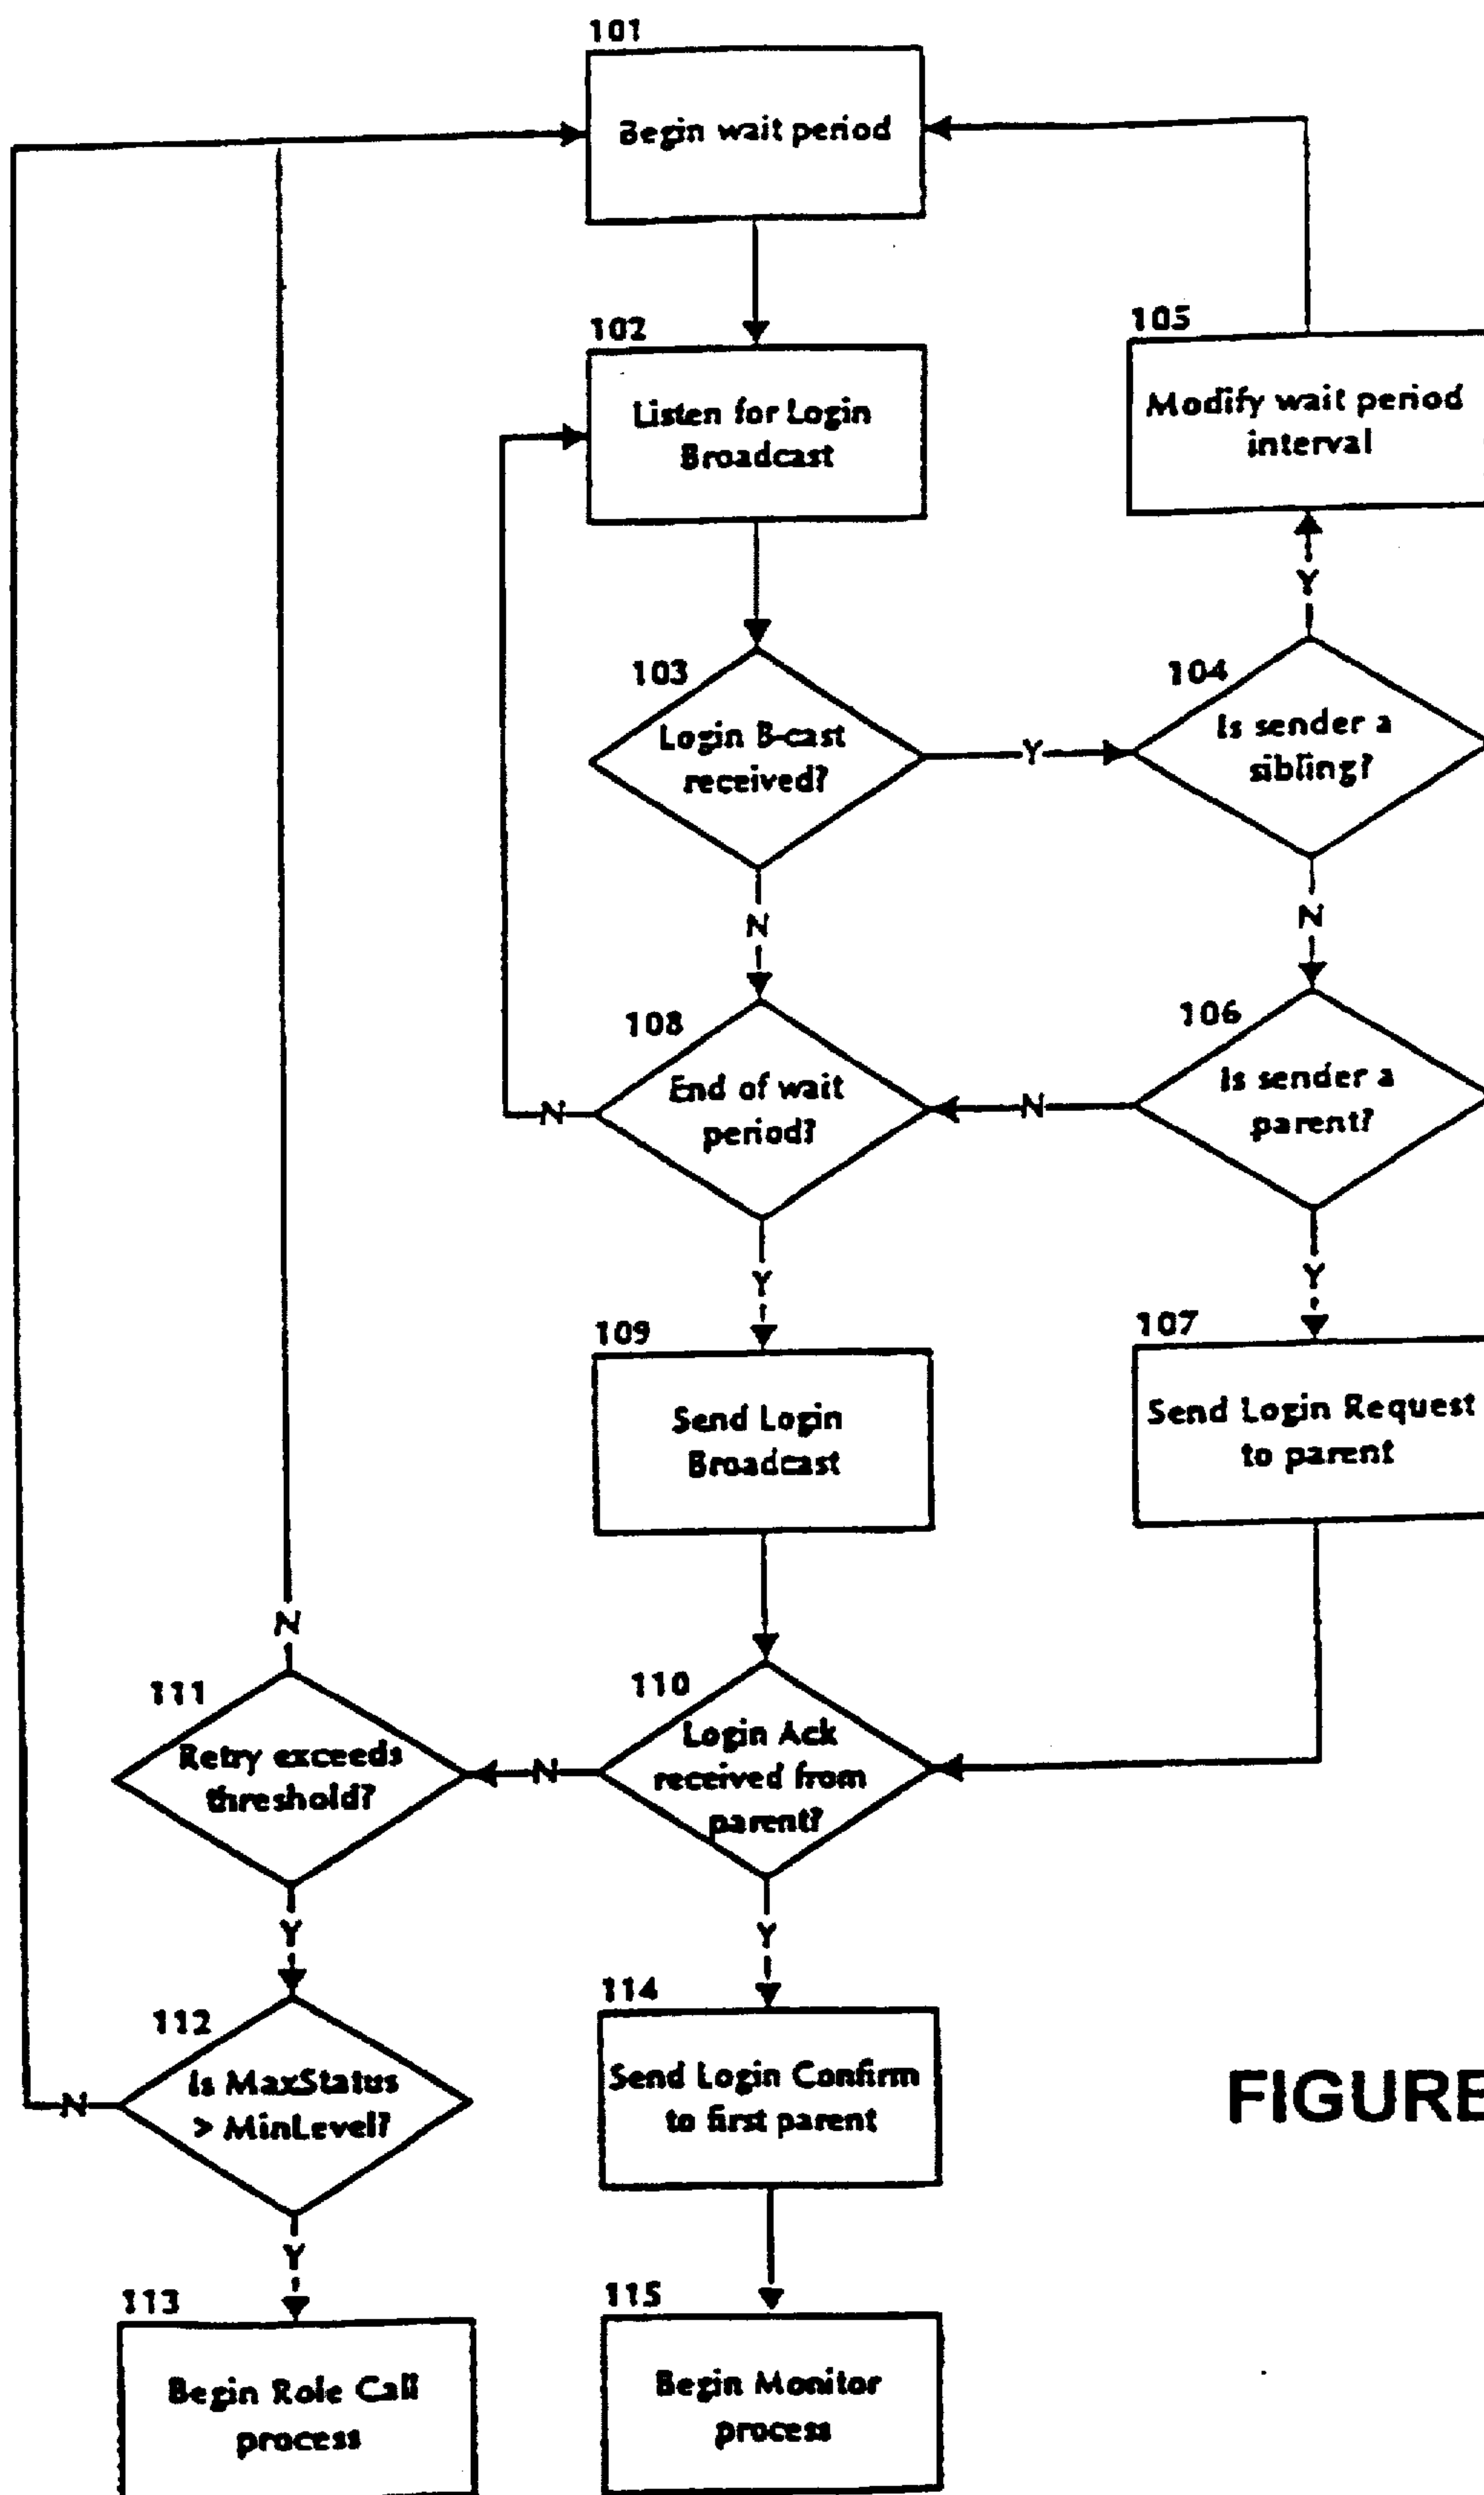 101
Begin wait period
102
Listen for Login
Broadcast
105
Modify wait period
interval
Y
103
Login B-cast
received?
Y
104
Is sender a
sibling?
N
N
108
End of wait
period?
N
N
106
Is sender a
parent?
Y
Y
109
Send Login
Broadcast
107
Send Login Request
to parent
N
111
Retry exceeds
threshold?
N
110
Login Ack
received from
parent?
Y
Y
112
Is MaxStatus
> MinLevel?
N
114
Send Login Confirm
to first parent
FIGURE
Y
113
Begin Role Call
process
115
Begin Monitor
process